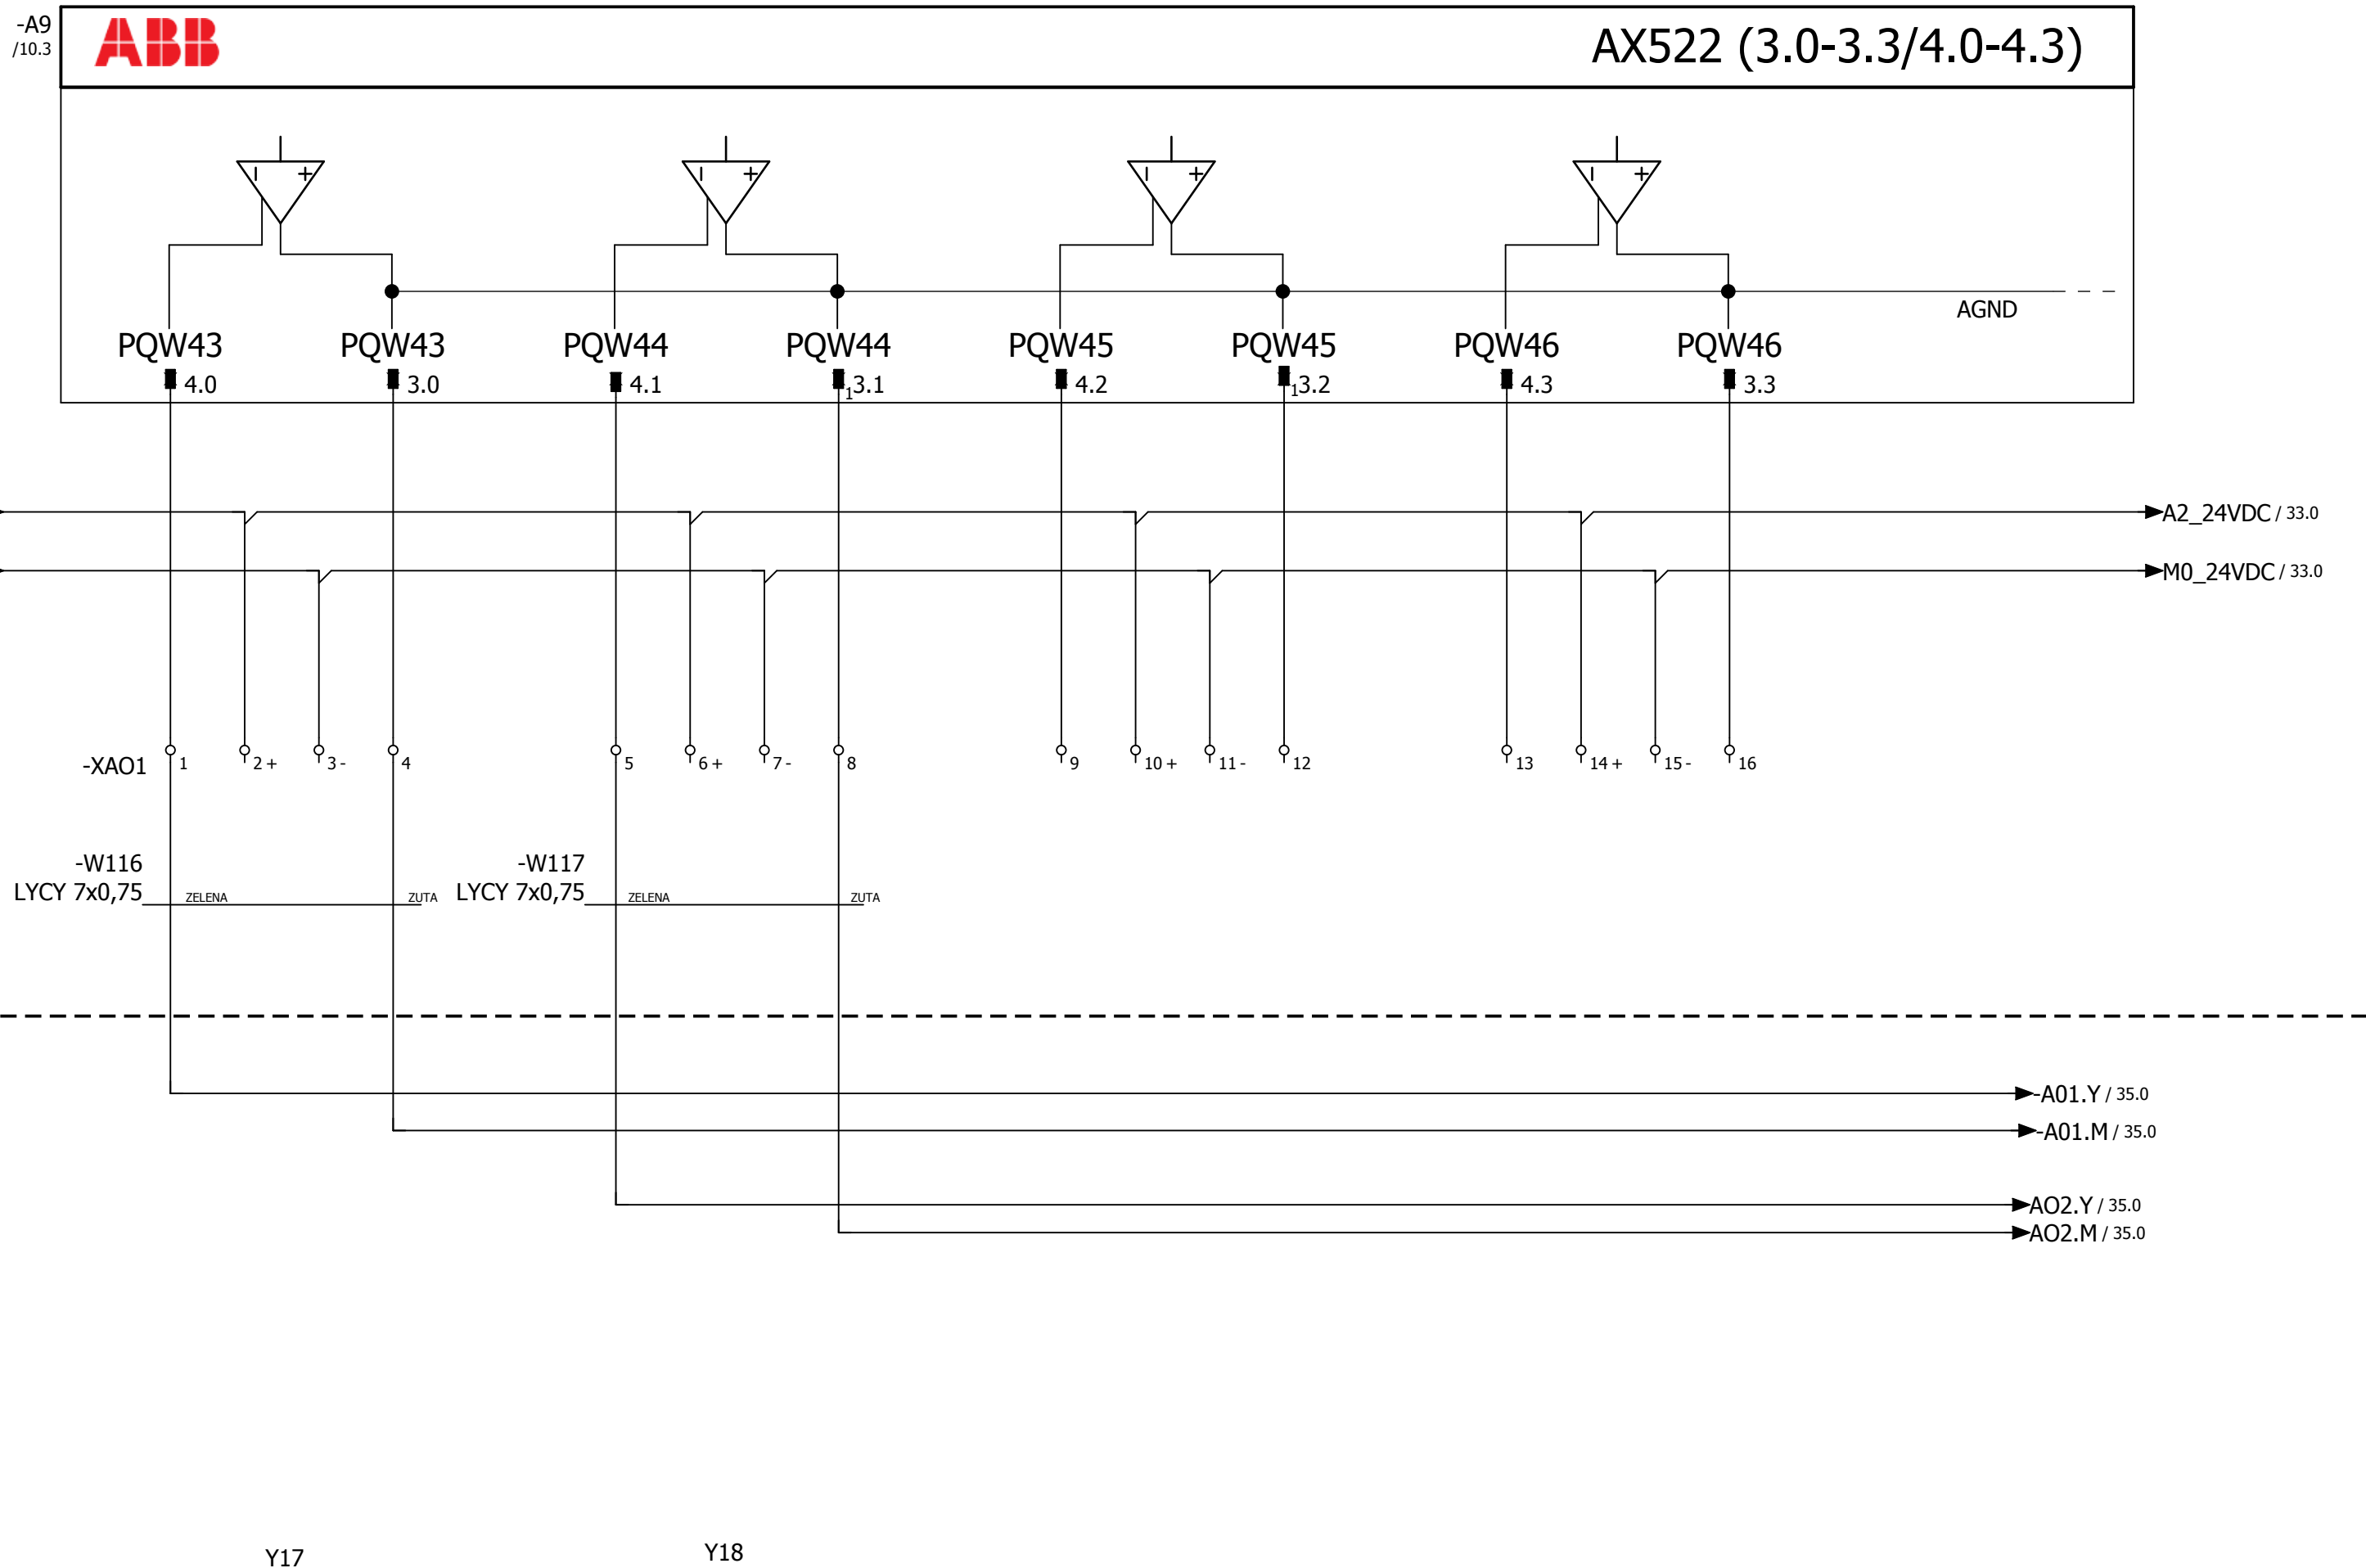 -A9
/10.3
ABB
AX522 (3.0-3.3/4.0-4.3)
I + I + I + I +
AGND
PQW43 PQW43 PQW44 PQW44 PQW45 PQW45 PQW46 PQW46
4.0 3.0 4.1 1 3.1 4.2 1 3.2 4.3 3.3
A2_24VDC / 33.0
M0_24VDC / 33.0
-XAO1 1 2 + 3 - 4 5 6 + 7 - 8 9 10 + 11 - 12 13 14 + 15 - 16
-W116 -W117
LYCY 7x0,75 ZELENA ZUTA LYCY 7x0,75 ZELENA ZUTA
-A01.Y / 35.0
-A01.M / 35.0
AO2.Y / 35.0
AO2.M / 35.0
Y17 Y18